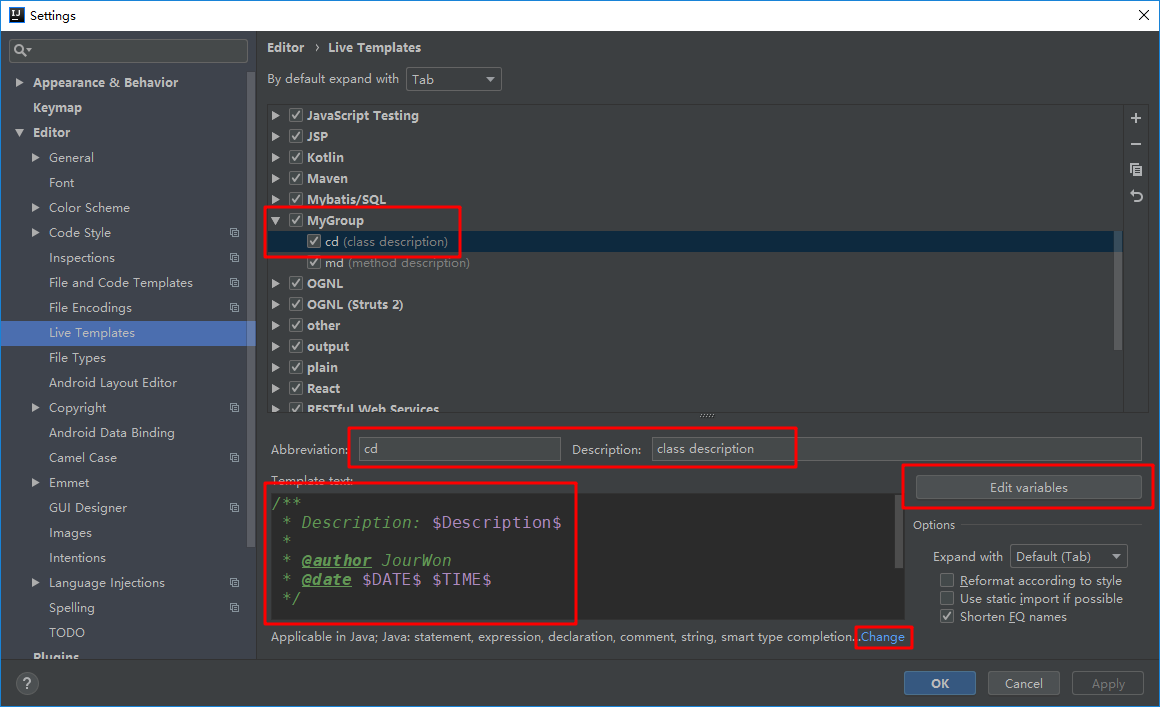 Settings
Appearance & Behavior
Keymap
Editor
General
Font
Color Scheme
Code Style
Inspections
File and Code Templates
File Encodings
Live Templates
File Types
Android Layout Editor
Copyright
Android Data Binding
Camel Case
Emmet
GUI Designer
Images
Intentions
Language Injections
Spelling
TODO
Plugins
Editor › Live Templates
By default expand with Tab
JavaScript Testing
JSP
Kotlin
Maven
Mybatis/SQL
MyGroup
cd (class description)
md (method description)
OGNL
OGNL (Struts 2)
other
output
plain
React
RESTful Web Services
Abbreviation: cd Description: class description
Template text:
/**
* Description: $Description$
*
* @author JourWon
* @date $DATE$ $TIME$
*/
Edit variables
Options
Expand with Default (Tab)
Reformat according to style
Use static import if possible
Shorten FQ names
Applicable in Java; Java: statement, expression, declaration, comment, string, smart type completion...Change
? OK Cancel Apply